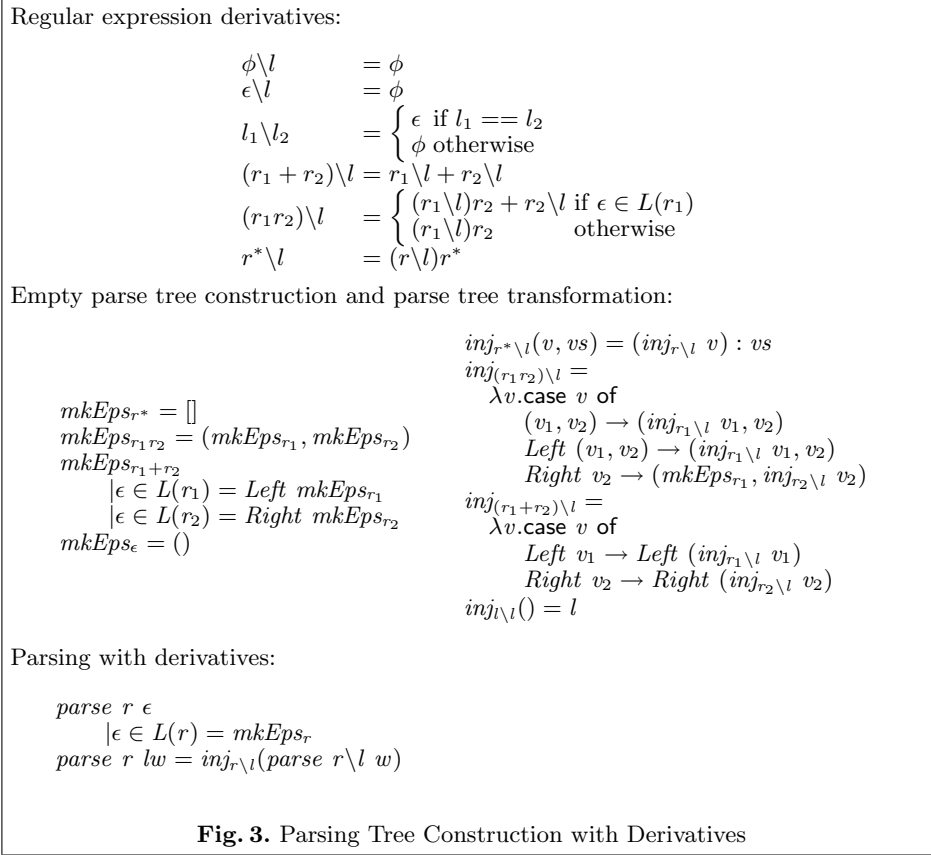 Regular expression derivatives:
ϕ\l = ϕ
ϵ\l = ϕ
l₁\l₂ = { ϵ if l₁ == l₂
ϕ otherwise
(r₁ + r₂)\l = r₁\l + r₂\l
(r₁r₂)\l = { (r₁\l)r₂ + r₂\l if ϵ ∈ L(r₁)
(r₁\l)r₂ otherwise
r*\l = (r\l)r*
Empty parse tree construction and parse tree transformation:
mkEps_{r*} = []
mkEps_{r₁r₂} = (mkEps_{r₁}, mkEps_{r₂})
mkEps_{r₁+r₂}
|ϵ ∈ L(r₁) = Left mkEps_{r₁}
|ϵ ∈ L(r₂) = Right mkEps_{r₂}
mkEps_ϵ = ()
inj_{r*\l}(v, vs) = (inj_{r\l} v) : vs
inj_{(r₁r₂)\l} =
λv.case v of
(v₁, v₂) → (inj_{r₁\l} v₁, v₂)
Left (v₁, v₂) → (inj_{r₁\l} v₁, v₂)
Right v₂ → (mkEps_{r₁}, inj_{r₂\l} v₂)
inj_{(r₁+r₂)\l} =
λv.case v of
Left v₁ → Left (inj_{r₁\l} v₁)
Right v₂ → Right (inj_{r₂\l} v₂)
inj_{l\l}() = l
Parsing with derivatives:
parse r ϵ
|ϵ ∈ L(r) = mkEps_r
parse r lw = inj_{r\l}(parse r\l w)
Fig. 3. Parsing Tree Construction with Derivatives